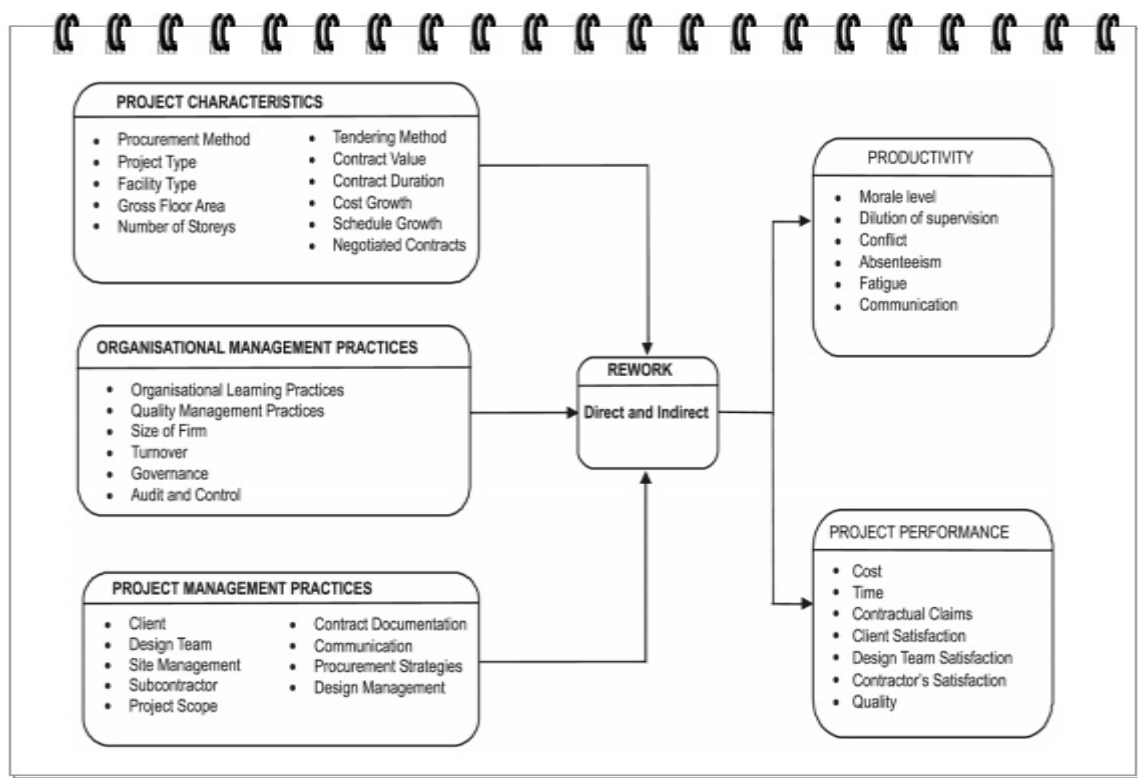 PROJECT CHARACTERISTICS
• Procurement Method
• Project Type
• Facility Type
• Gross Floor Area
• Number of Storeys
• Tendering Method
• Contract Value
• Contract Duration
• Cost Growth
• Schedule Growth
• Negotiated Contracts
ORGANISATIONAL MANAGEMENT PRACTICES
• Organisational Learning Practices
• Quality Management Practices
• Size of Firm
• Turnover
• Governance
• Audit and Control
PROJECT MANAGEMENT PRACTICES
• Client
• Design Team
• Site Management
• Subcontractor
• Project Scope
• Contract Documentation
• Communication
• Procurement Strategies
• Design Management
REWORK
Direct and Indirect
PRODUCTIVITY
• Morale level
• Dilution of supervision
• Conflict
• Absenteeism
• Fatigue
• Communication
PROJECT PERFORMANCE
• Cost
• Time
• Contractual Claims
• Client Satisfaction
• Design Team Satisfaction
• Contractor's Satisfaction
• Quality